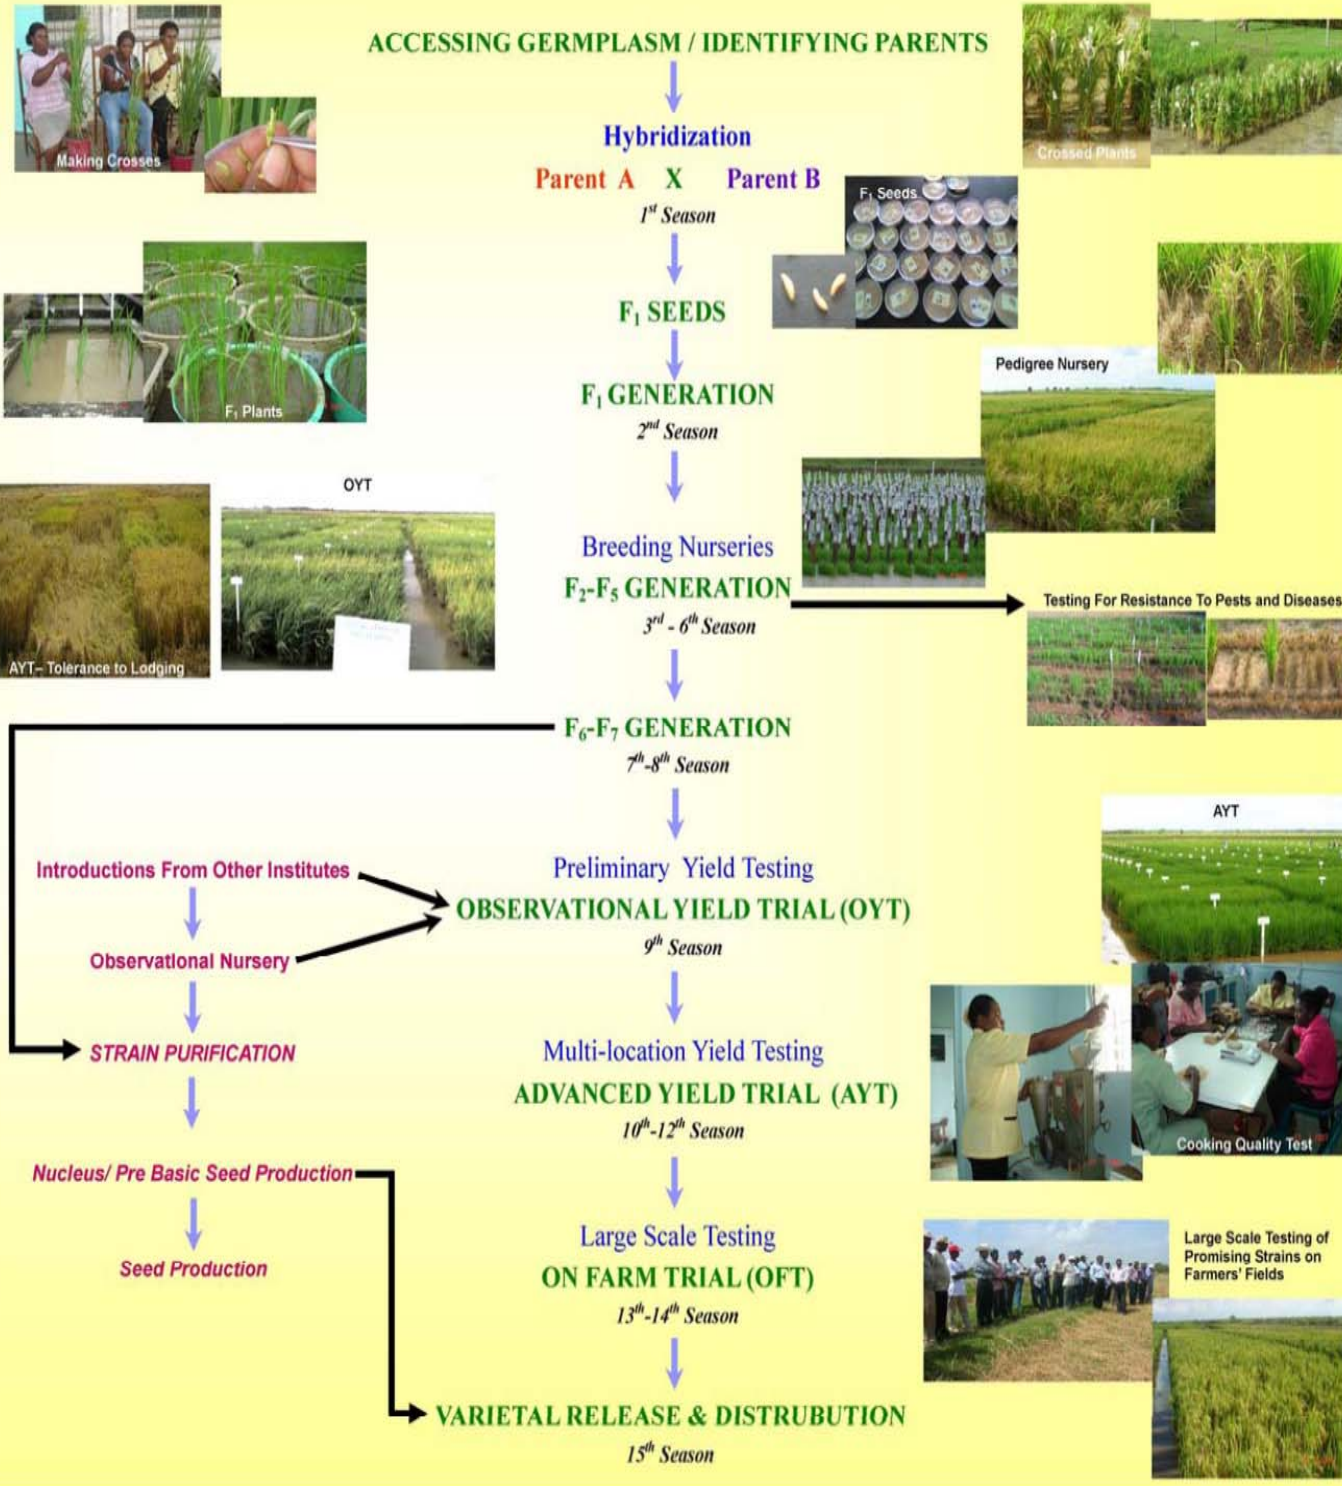 ACCESSING GERMPLASM / IDENTIFYING PARENTS
Making Crosses
Crossed Plants
Hybridization
Parent A X Parent B
1st Season
F1 Seeds
F1 SEEDS
F1 GENERATION
2nd Season
F1 Plants
Pedigree Nursery
OYT
AYT– Tolerance to Lodging
Breeding Nurseries
F2-F5 GENERATION
3rd - 6th Season
Testing For Resistance To Pests and Diseases
F6-F7 GENERATION
7th-8th Season
AYT
Introductions From Other Institutes
Preliminary Yield Testing
OBSERVATIONAL YIELD TRIAL (OYT)
9th Season
Observational Nursery
STRAIN PURIFICATION
Multi-location Yield Testing
ADVANCED YIELD TRIAL (AYT)
10th-12th Season
Cooking Quality Test
Nucleus/ Pre Basic Seed Production
Seed Production
Large Scale Testing
ON FARM TRIAL (OFT)
13th-14th Season
Large Scale Testing of
Promising Strains on
Farmers' Fields
VARIETAL RELEASE & DISTRUBUTION
15th Season